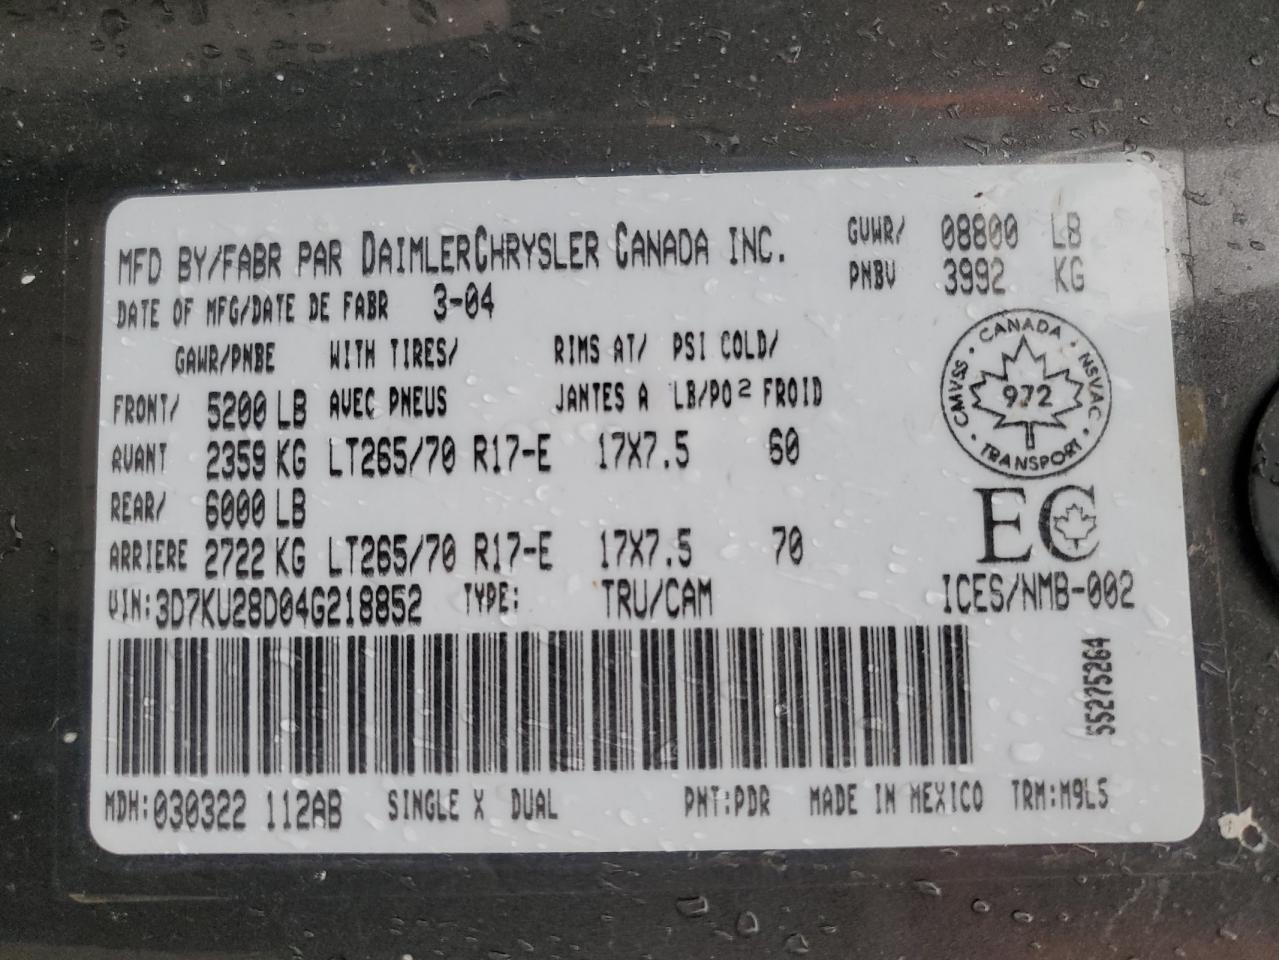 MFD BY/FABR PAR DAIMLERCHRYSLER CANADA INC. GVWR/ 08800 LB
PNBV 3992 KG
DATE OF MFG/DATE DE FABR 3-04
GAWR/PNBE WITH TIRES/ RIMS AT/ PSI COLD/
FRONT/ 5200 LB AVEC PNEUS JANTES A LB/PO² FROID
AVANT 2359 KG LT265/70 R17-E 17X7.5 60
REAR/ 6000 LB
ARRIERE 2722 KG LT265/70 R17-E 17X7.5 70
CANADA · NSVAC · TRANSPORT · CMVSS ·
972
EC
VIN:3D7KU28D04G218852 TYPE: TRU/CAM ICES/NMB-002
55275264
MDH:030322 112AB SINGLE X DUAL PNT:PDR MADE IN MEXICO TRM:M9L5